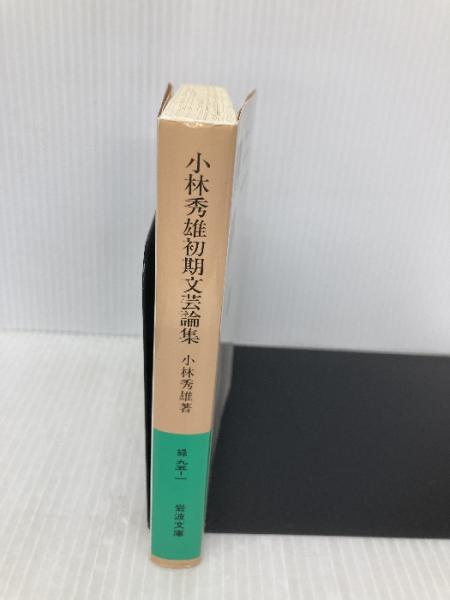 小林秀雄初期文芸論集
小林秀雄著
緑九五-一
岩波文庫